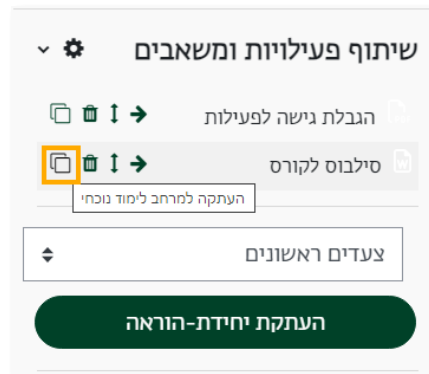 שיתוף פעילויות ומשאבים
הגבלת גישה לפעילות
סילבוס לקורס
העתקה למרחב לימוד נוכחי
צעדים ראשונים
העתקת יחידת-הוראה